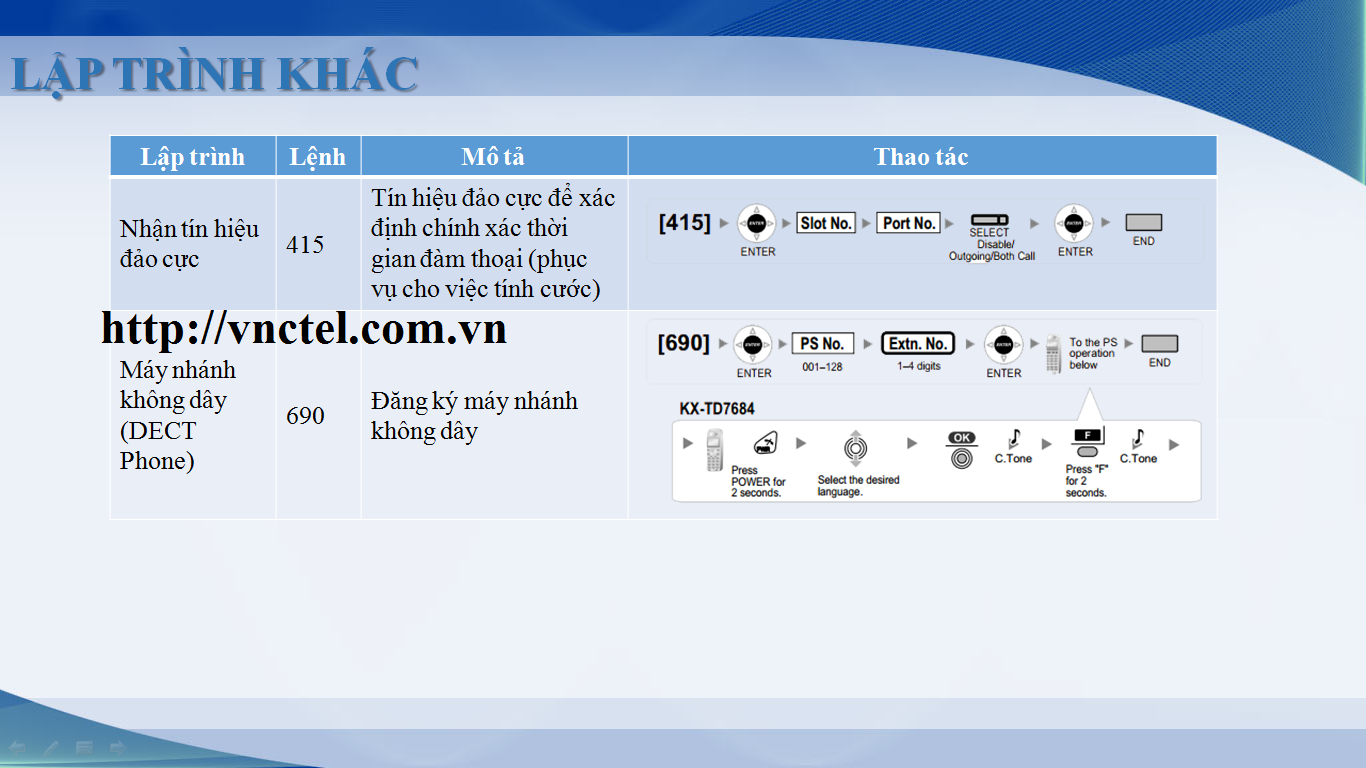 LẬP TRÌNH KHÁC
Lập trình Lệnh Mô tả Thao tác
Nhận tín hiệu
đảo cực
415
Tín hiệu đảo cực để xác
định chính xác thời
gian đàm thoại (phục
vụ cho việc tính cước)
[415] ENTER Slot No. Port No. SELECT ENTER END
Disable/
Outgoing/Both Call
http://vnctel.com.vn
Máy nhánh
không dây
(DECT
Phone)
690
Đăng ký máy nhánh
không dây
[690] ENTER PS No. Extn. No. ENTER To the PS
operation
below
END
001–128
1–4 digits
KX-TD7684
Press
POWER for
2 seconds.
Select the desired
language.
OK
C.Tone
F
Press "F"
for 2
seconds.
C.Tone